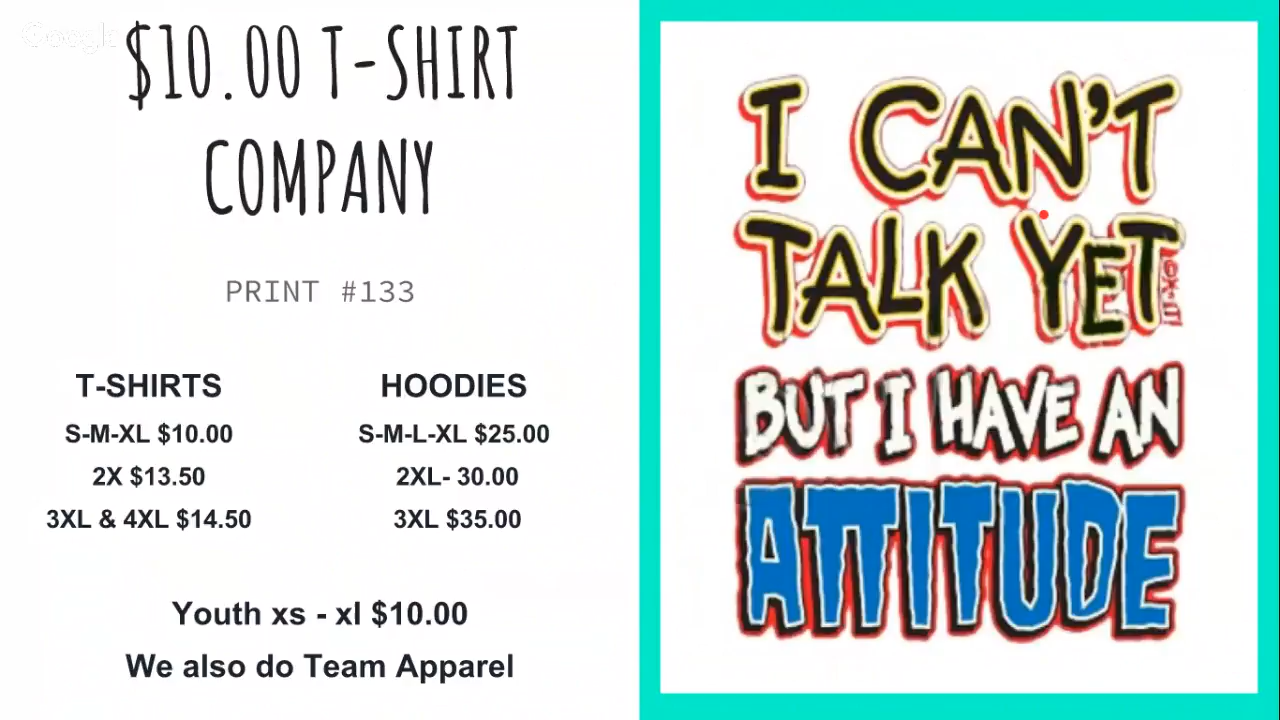 Google
$10.00 T-SHIRT
COMPANY
PRINT #133
T-SHIRTS
S-M-XL $10.00
2X $13.50
3XL & 4XL $14.50
HOODIES
S-M-L-XL $25.00
2XL- 30.00
3XL $35.00
Youth xs - xl $10.00
We also do Team Apparel
I CAN'T
TALK YET
BUT I HAVE AN
ATTITUDE